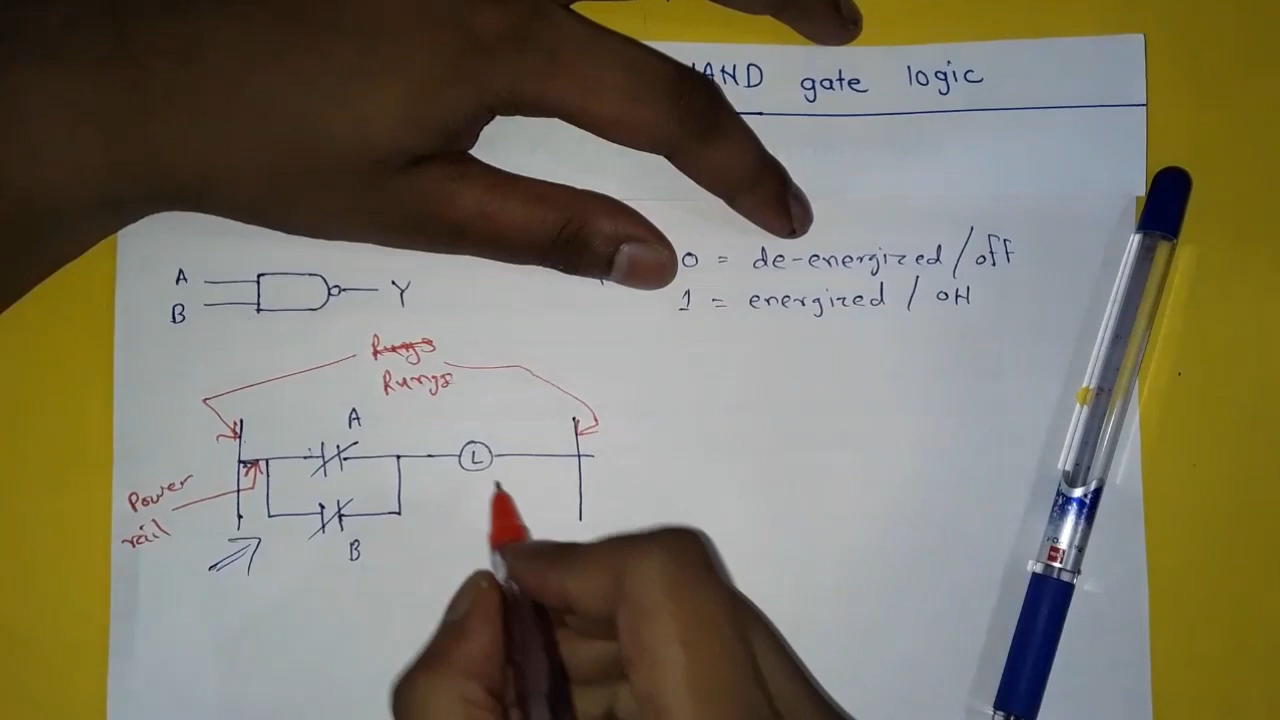 AND gate logic
0 = de-energized / off
1 = energized / ON
A
B
Y
Rungs
Rungs
A
L
Power
rail
B